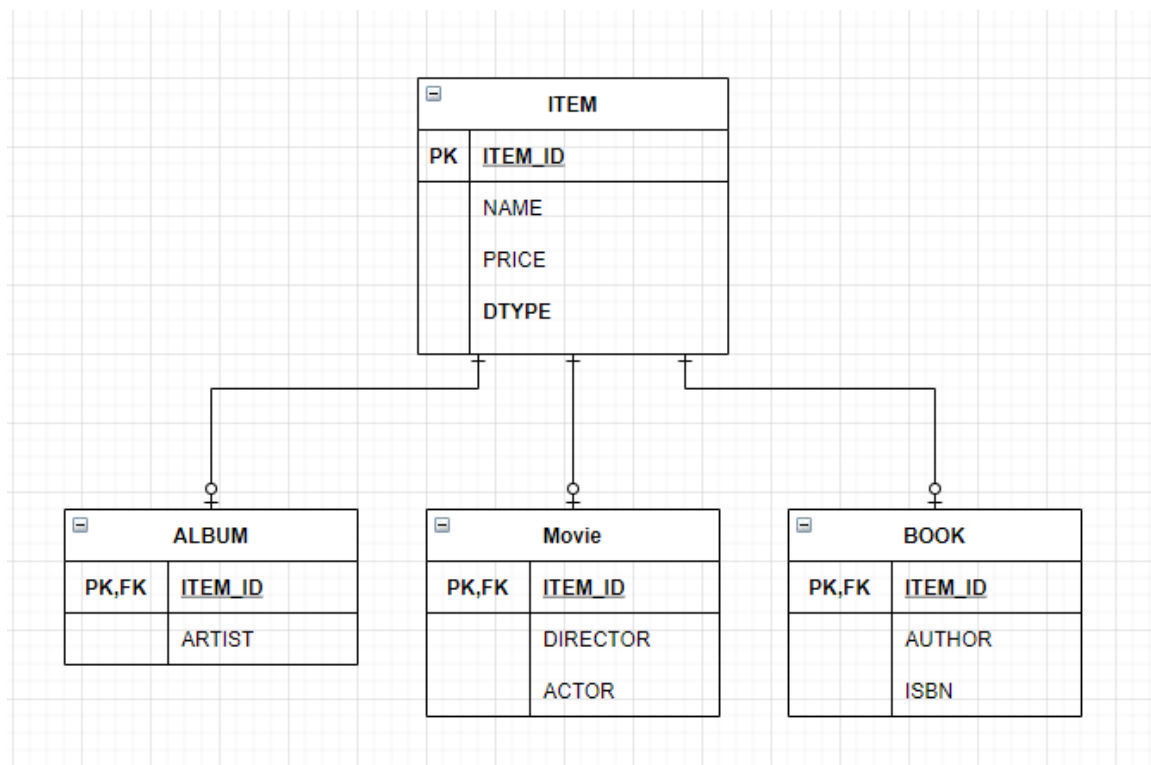 ITEM
PK ITEM_ID
NAME
PRICE
DTYPE
ALBUM
PK,FK ITEM_ID
ARTIST
Movie
PK,FK ITEM_ID
DIRECTOR
ACTOR
BOOK
PK,FK ITEM_ID
AUTHOR
ISBN